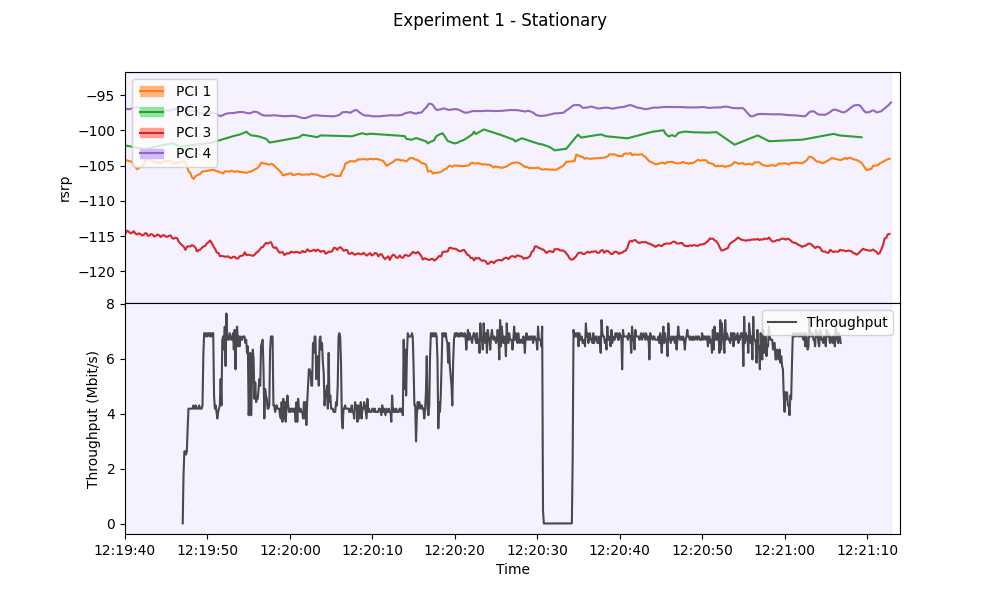 Experiment 1 - Stationary
PCI 1
PCI 2
PCI 3
PCI 4
rsrp
−95
−100
−105
−110
−115
−120
Throughput
Throughput (Mbit/s)
8
6
4
2
0
12:19:40 12:19:50 12:20:00 12:20:10 12:20:20 12:20:30 12:20:40 12:20:50 12:21:00 12:21:10
Time